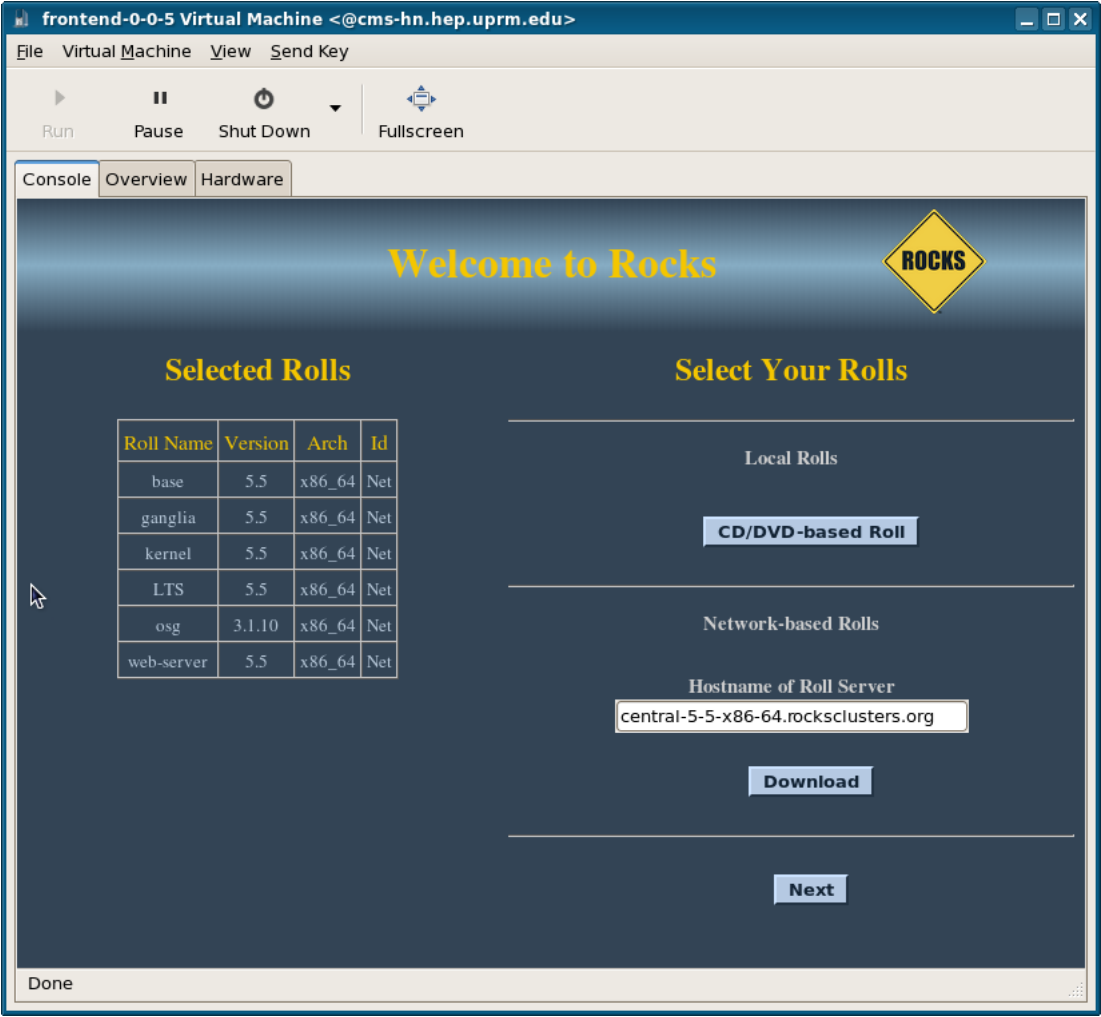 frontend-0-0-5 Virtual Machine <@cms-hn.hep.uprm.edu>
File Virtual Machine View Send Key
Run Pause Shut Down Fullscreen
Console Overview Hardware
Welcome to Rocks
ROCKS
Selected Rolls
Roll Name Version Arch Id
base 5.5 x86_64 Net
ganglia 5.5 x86_64 Net
kernel 5.5 x86_64 Net
LTS 5.5 x86_64 Net
osg 3.1.10 x86_64 Net
web-server 5.5 x86_64 Net
Select Your Rolls
Local Rolls
CD/DVD-based Roll
Network-based Rolls
Hostname of Roll Server
central-5-5-x86-64.rocksclusters.org
Download
Next
Done